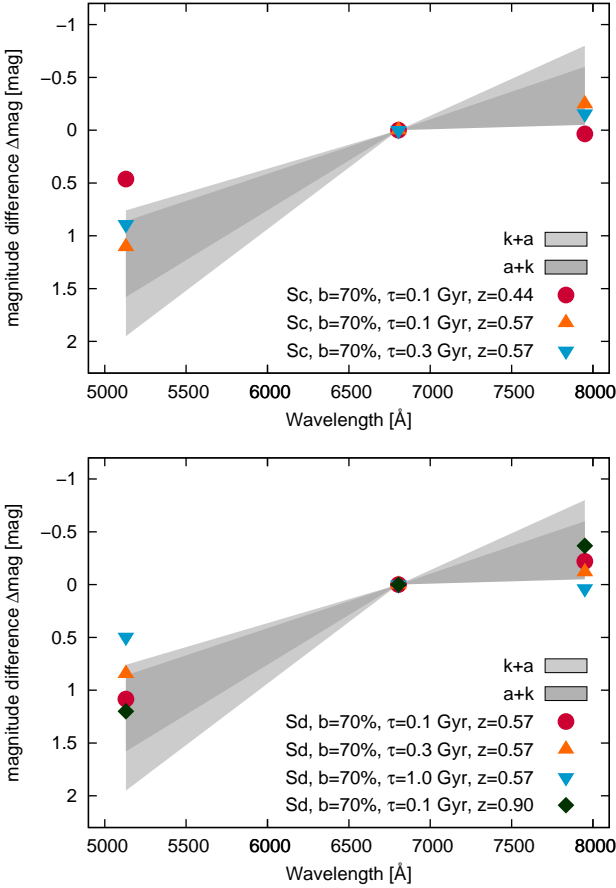 magnitude difference Δmag [mag]
-1
-0.5
0
0.5
1
1.5
2
k+a
a+k
Sc, b=70%, τ=0.1 Gyr, z=0.44
Sc, b=70%, τ=0.1 Gyr, z=0.57
Sc, b=70%, τ=0.3 Gyr, z=0.57
5000 5500 6000 6500 7000 7500 8000
Wavelength [Å]
magnitude difference Δmag [mag]
-1
-0.5
0
0.5
1
1.5
2
k+a
a+k
Sd, b=70%, τ=0.1 Gyr, z=0.57
Sd, b=70%, τ=0.3 Gyr, z=0.57
Sd, b=70%, τ=1.0 Gyr, z=0.57
Sd, b=70%, τ=0.1 Gyr, z=0.90
5000 5500 6000 6500 7000 7500 8000
Wavelength [Å]